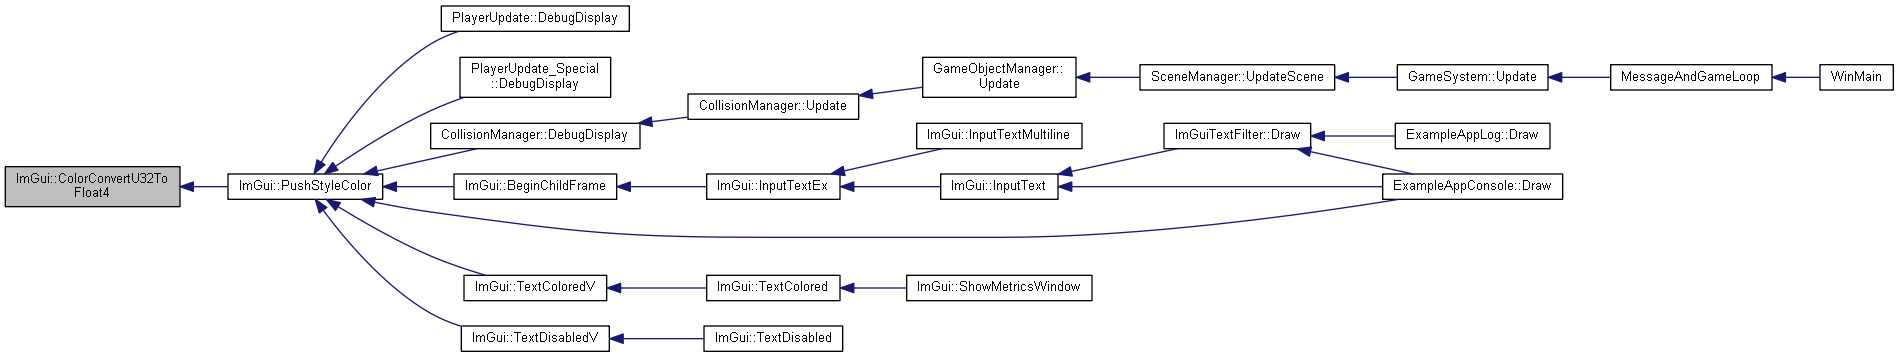 PlayerUpdate::DebugDisplay
PlayerUpdate_Special
::DebugDisplay
GameObjectManager::
Update
SceneManager::UpdateScene
GameSystem::Update
MessageAndGameLoop
WinMain
CollisionManager::Update
CollisionManager::DebugDisplay
ImGui::InputTextMultiline
ImGuiTextFilter::Draw
ExampleAppLog::Draw
ImGui::ColorConvertU32To
Float4
ImGui::PushStyleColor
ImGui::BeginChildFrame
ImGui::InputTextEx
ImGui::InputText
ExampleAppConsole::Draw
ImGui::TextColoredV
ImGui::TextColored
ImGui::ShowMetricsWindow
ImGui::TextDisabledV
ImGui::TextDisabled